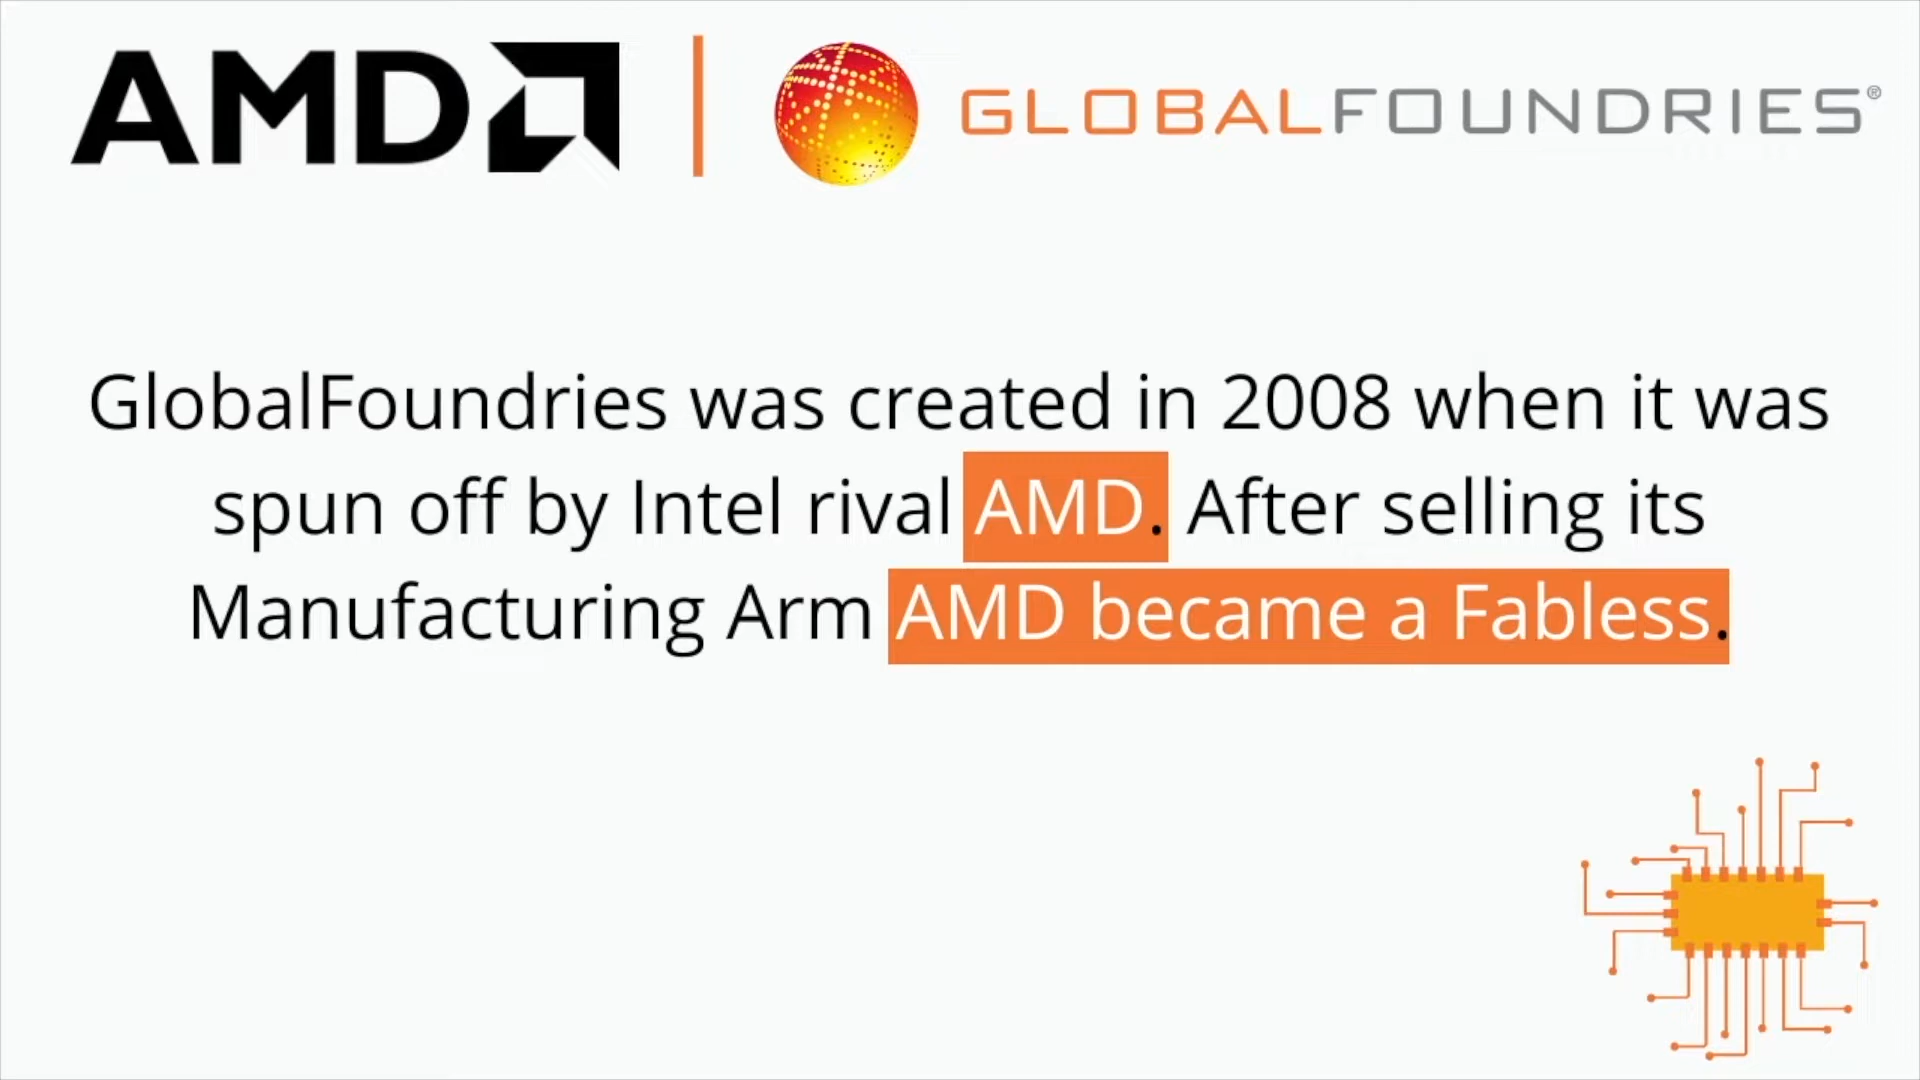 AMD
GLOBALFOUNDRIES®
GlobalFoundries was created in 2008 when it was
spun off by Intel rival AMD. After selling its
Manufacturing Arm AMD became a Fabless.